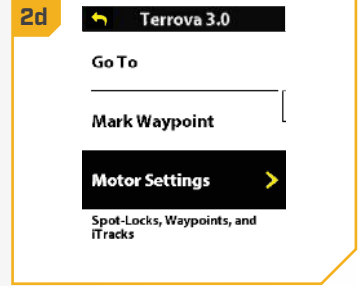 2d
Terrova 3.0
Go To
Mark Waypoint
Motor Settings
Spot-Locks, Waypoints, and
iTracks